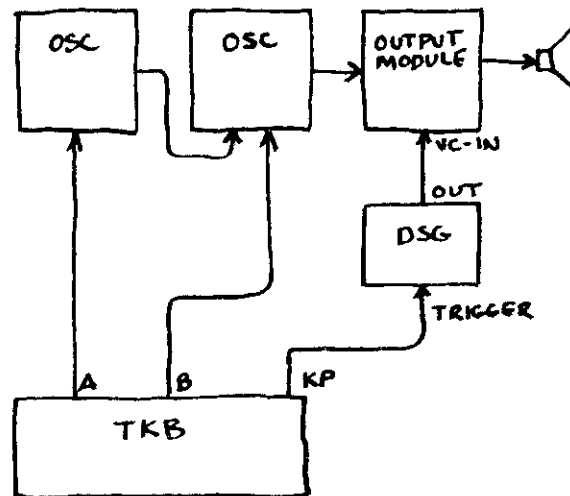 OSC
OSC
OUTPUT
MODULE
VC-IN
OUT
DSG
TRIGGER
A
B
KP
TKB